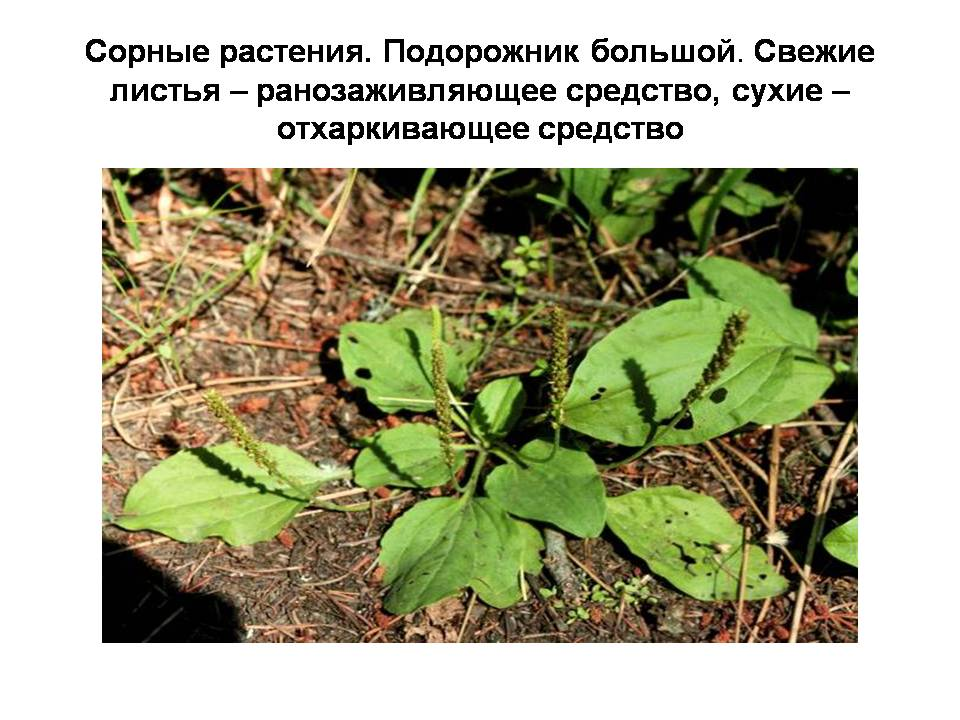 Сорные растения. Подорожник большой. Свежие
листья – ранозаживляющее средство, сухие –
отхаркивающее средство